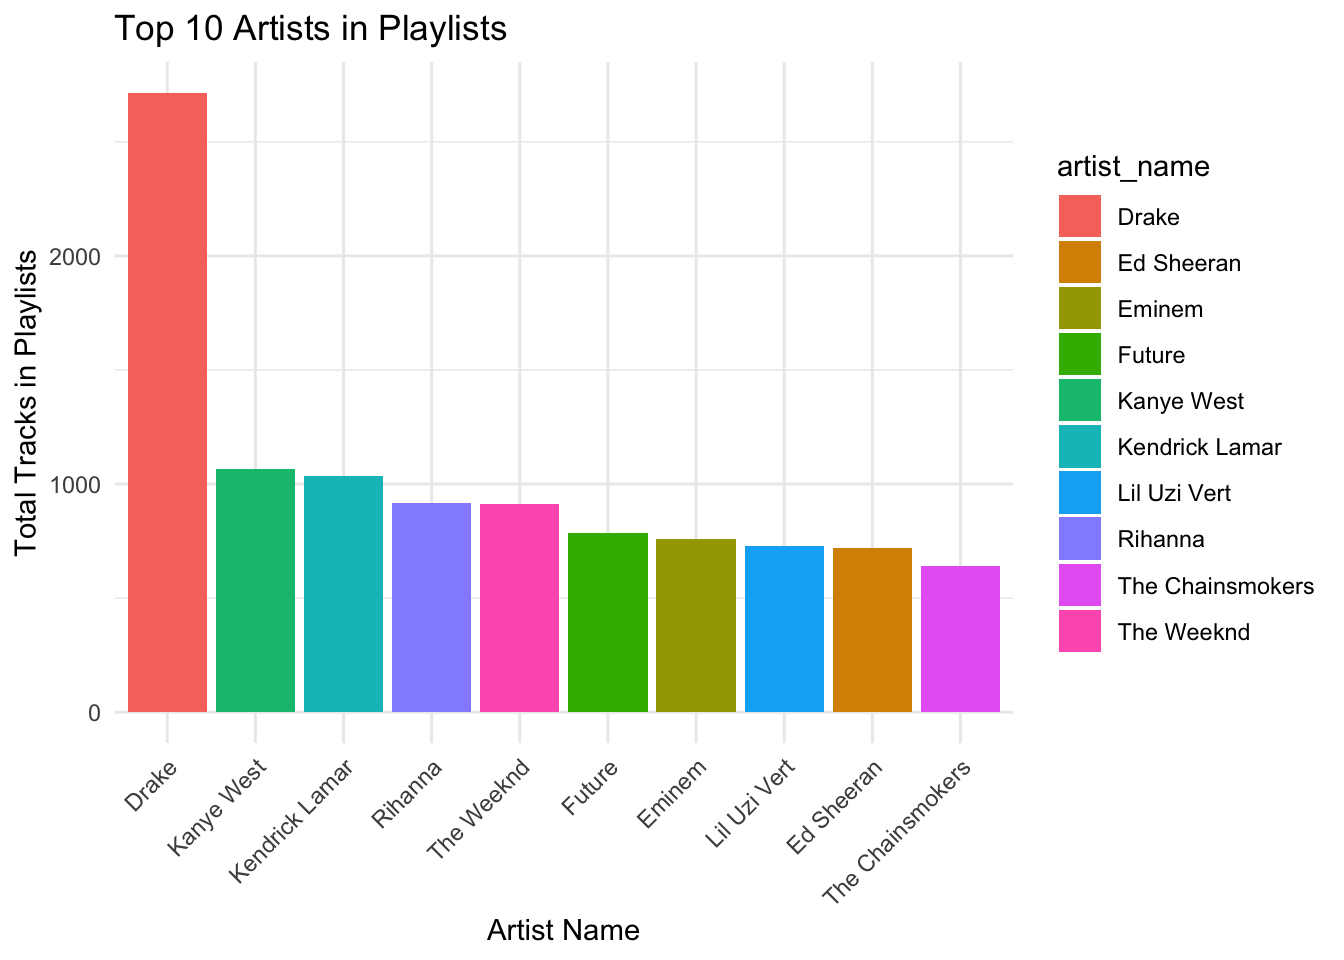 Top 10 Artists in Playlists
Total Tracks in Playlists
2000
1000
0
Drake
Kanye West
Kendrick Lamar
Rihanna
The Weeknd
Future
Eminem
Lil Uzi Vert
Ed Sheeran
The Chainsmokers
Artist Name
artist_name
Drake
Ed Sheeran
Eminem
Future
Kanye West
Kendrick Lamar
Lil Uzi Vert
Rihanna
The Chainsmokers
The Weeknd